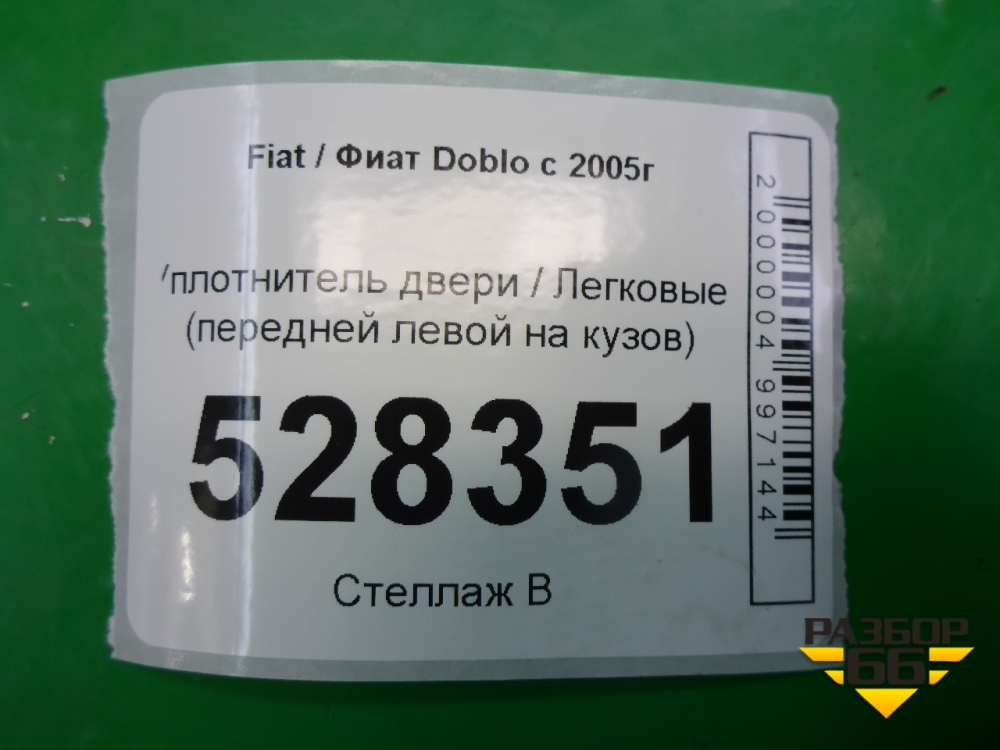 Fiat / Фиат Doblo с 2005г
плотнитель двери / Легковые
(передней левой на кузов)
528351
Стеллаж В
2000004997144
РАЗБОР
66